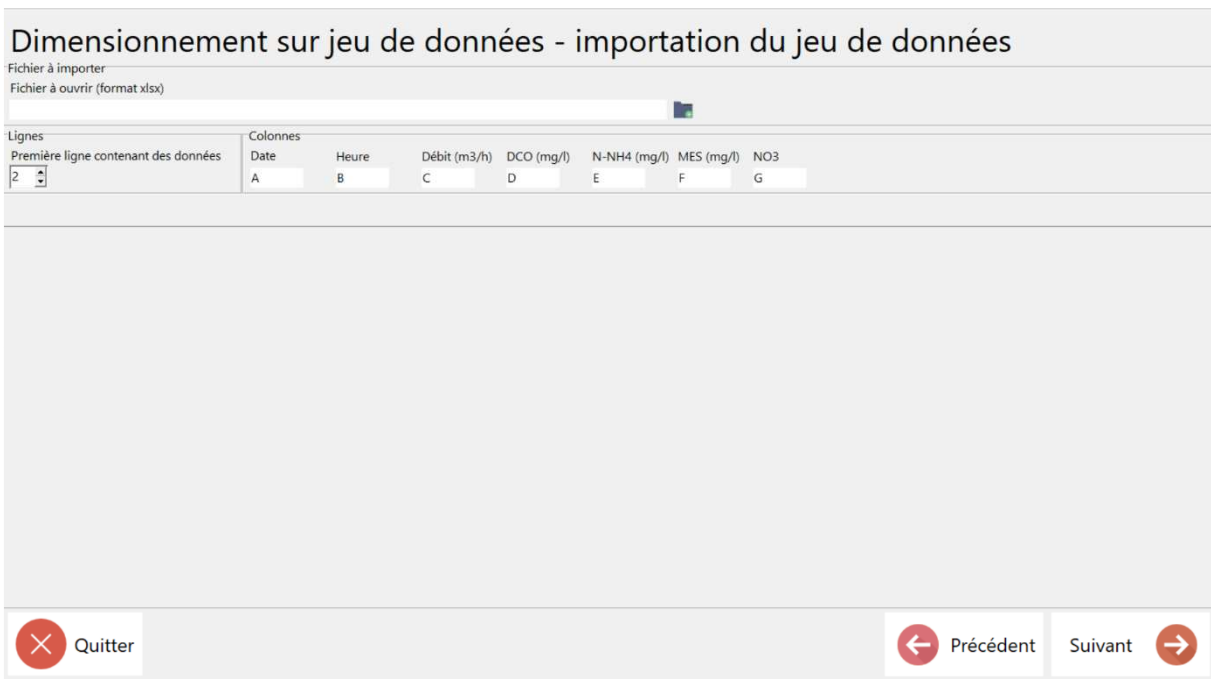 Dimensionnement sur jeu de données - importation du jeu de données
Fichier à importer
Fichier à ouvrir (format xlsx)
Lignes Colonnes
Première ligne contenant des données Date Heure Débit (m3/h) DCO (mg/l) N-NH4 (mg/l) MES (mg/l) NO3
2 A B C D E F G
Quitter Précédent Suivant